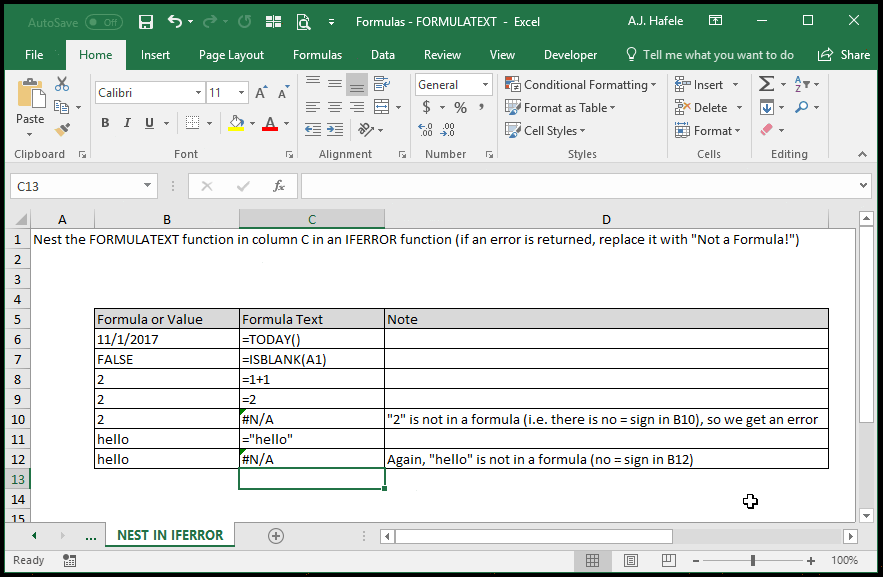 AutoSave Off Formulas - FORMULATEXT - Excel A.J. Hafele
File Home Insert Page Layout Formulas Data Review View Developer Tell me what you want to do Share
Calibri 11 A A General Conditional Formatting Insert Σ
Paste B I U A $ % , Format as Table Delete
Cell Styles Format
Clipboard Font Alignment Number Styles Cells Editing
C13 fx
A B C D
1 Nest the FORMULATEXT function in column C in an IFERROR function (if an error is returned, replace it with "Not a Formula!")
2
3
4
5 Formula or Value Formula Text Note
6 11/1/2017 =TODAY()
7 FALSE =ISBLANK(A1)
8 2 =1+1
9 2 =2
10 2 #N/A "2" is not in a formula (i.e. there is no = sign in B10), so we get an error
11 hello ="hello"
12 hello #N/A Again, "hello" is not in a formula (no = sign in B12)
13
14
15
... NEST IN IFERROR
Ready 100%